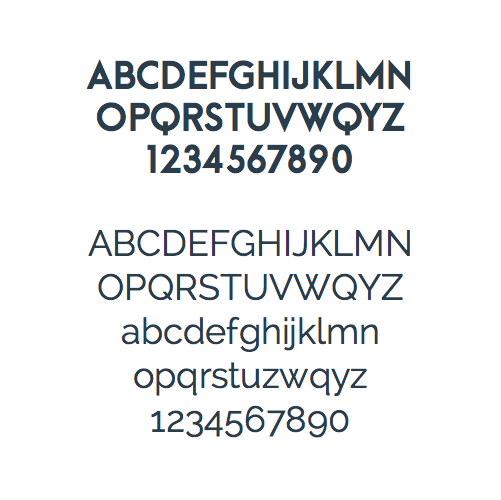 ABCDEFGHIJKLMN
OPQRSTUVWQYZ
1234567890
ABCDEFGHIJKLMN
OPQRSTUVWQYZ
abcdefghijklmn
opqrstuzwqyz
1234567890